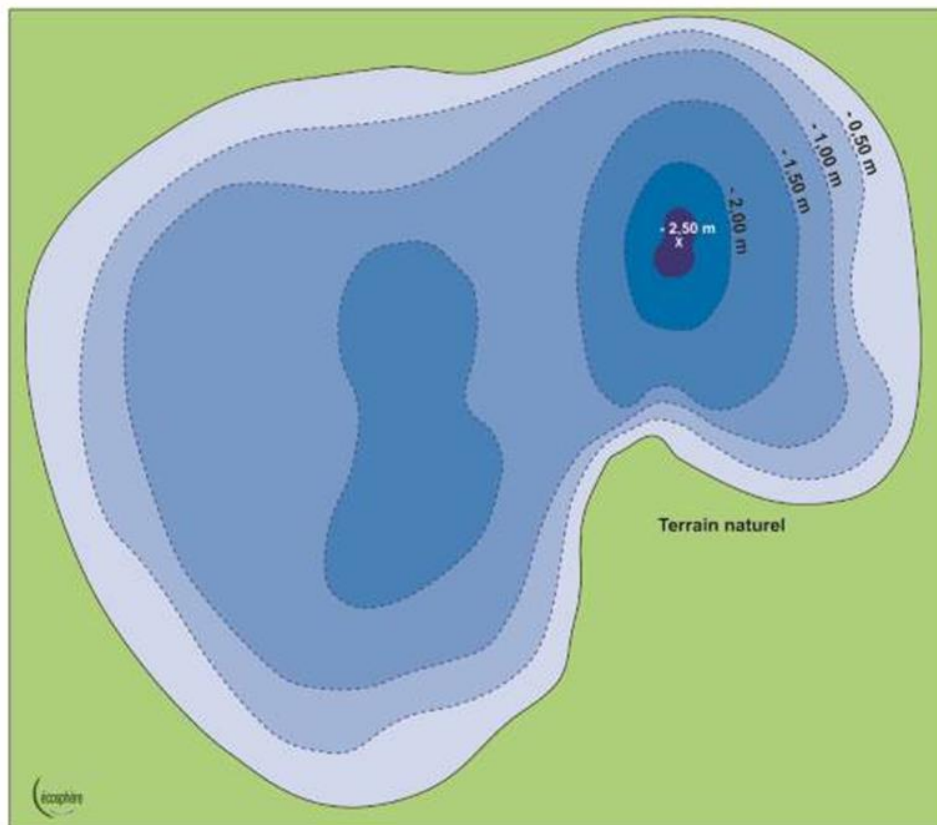 - 0,50 m
- 1,00 m
- 1,50 m
- 2,00 m
- 2,50 m
x
Terrain naturel
écosphère